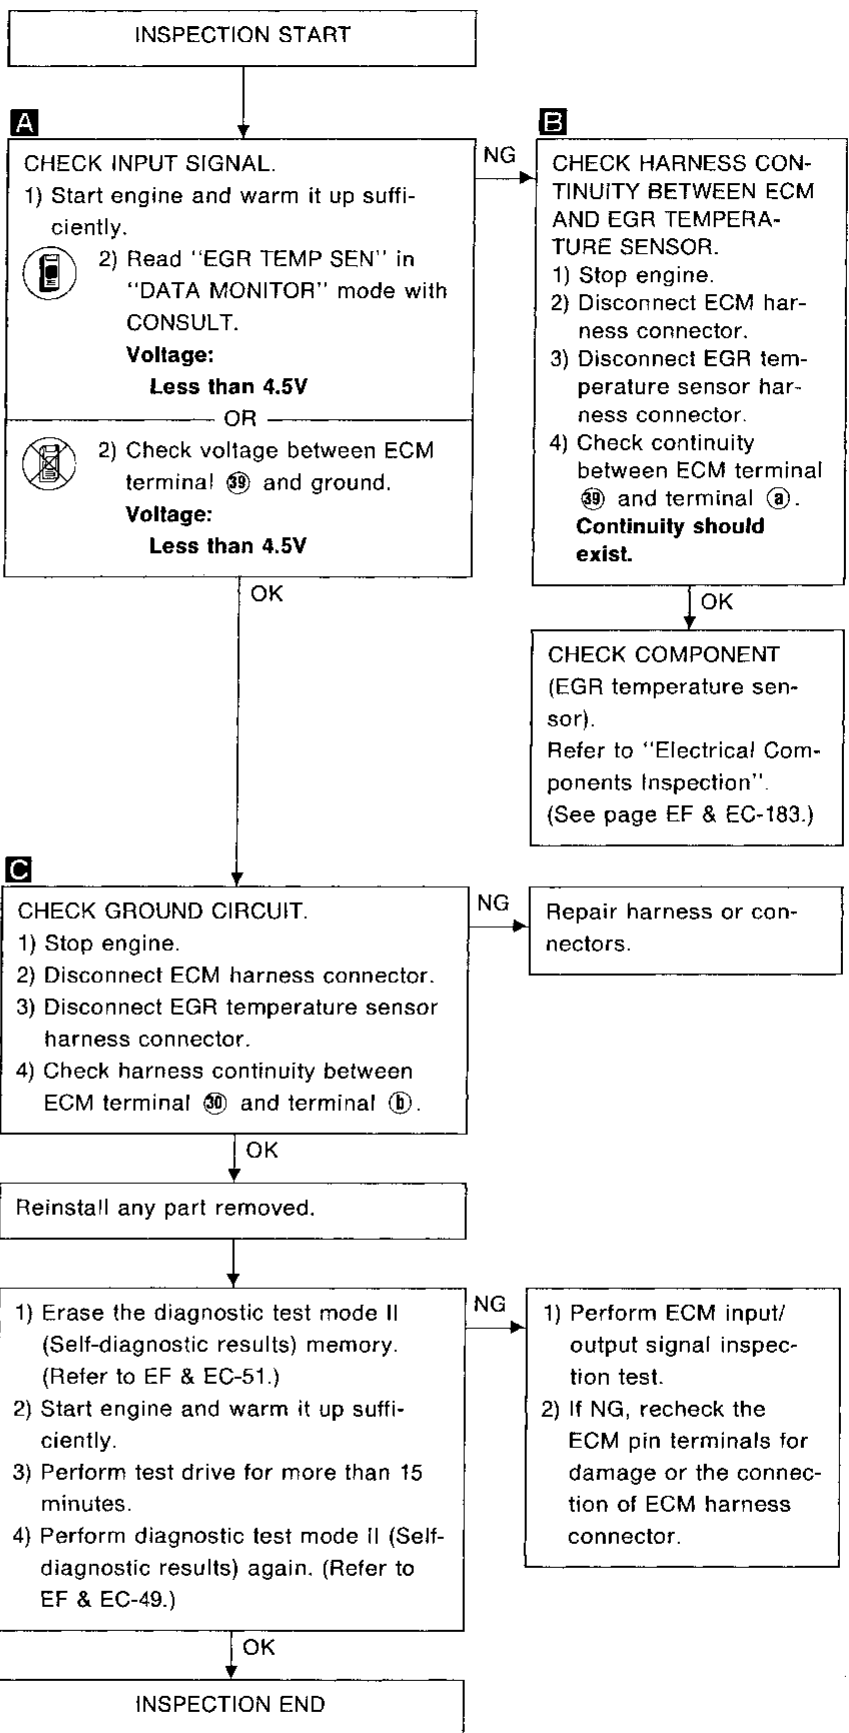 INSPECTION START
A
CHECK INPUT SIGNAL.
1) Start engine and warm it up suffi-
ciently.
2) Read "EGR TEMP SEN" in
"DATA MONITOR" mode with
CONSULT.
Voltage:
Less than 4.5V
OR
2) Check voltage between ECM
terminal 39 and ground.
Voltage:
Less than 4.5V
NG
OK
B
CHECK HARNESS CON-
TINUITY BETWEEN ECM
AND EGR TEMPERA-
TURE SENSOR.
1) Stop engine.
2) Disconnect ECM har-
ness connector.
3) Disconnect EGR tem-
perature sensor har-
ness connector.
4) Check continuity
between ECM terminal
39 and terminal a.
Continuity should
exist.
OK
CHECK COMPONENT
(EGR temperature sen-
sor).
Refer to "Electrical Com-
ponents Inspection".
(See page EF & EC-183.)
C
CHECK GROUND CIRCUIT.
1) Stop engine.
2) Disconnect ECM harness connector.
3) Disconnect EGR temperature sensor
harness connector.
4) Check harness continuity between
ECM terminal 30 and terminal b.
NG
Repair harness or con-
nectors.
OK
Reinstall any part removed.
1) Erase the diagnostic test mode II
(Self-diagnostic results) memory.
(Refer to EF & EC-51.)
2) Start engine and warm it up suffi-
ciently.
3) Perform test drive for more than 15
minutes.
4) Perform diagnostic test mode II (Self-
diagnostic results) again. (Refer to
EF & EC-49.)
NG
1) Perform ECM input/
output signal inspec-
tion test.
2) If NG, recheck the
ECM pin terminals for
damage or the connec-
tion of ECM harness
connector.
OK
INSPECTION END